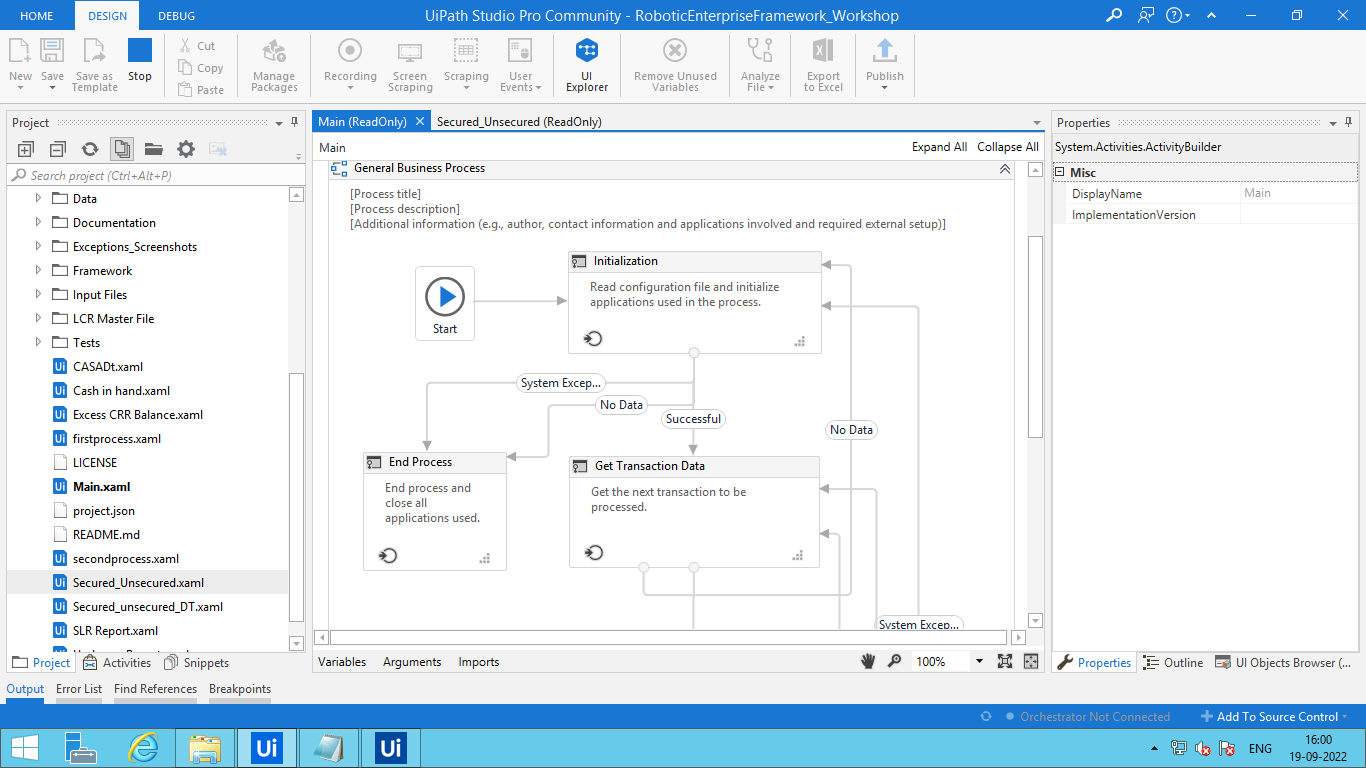 HOME
DESIGN
DEBUG
UiPath Studio Pro Community - RoboticEnterpriseFramework_Workshop
New
Save
Save as Template
Stop
Cut
Copy
Paste
Manage Packages
Recording
Screen Scraping
Scraping
User Events
UI Explorer
Remove Unused Variables
Analyze File
Export to Excel
Publish
Project
Search project (Ctrl+Alt+P)
Data
Documentation
Exceptions_Screenshots
Framework
Input Files
LCR Master File
Tests
CASADt.xaml
Cash in hand.xaml
Excess CRR Balance.xaml
firstprocess.xaml
LICENSE
Main.xaml
project.json
README.md
secondprocess.xaml
Secured_Unsecured.xaml
Secured_unsecured_DT.xaml
SLR Report.xaml
Project
Activities
Snippets
Main (ReadOnly)
Secured_Unsecured (ReadOnly)
Main
Expand All
Collapse All
General Business Process
[Process title]
[Process description]
[Additional information (e.g., author, contact information and applications involved and required external setup)]
Start
Initialization
Read configuration file and initialize
applications used in the process.
System Excep...
No Data
Successful
No Data
End Process
End process and
close all
applications used.
Get Transaction Data
Get the next transaction to be
processed.
System Excep...
Variables
Arguments
Imports
100%
Properties
System.Activities.ActivityBuilder
Misc
DisplayName
Main
ImplementationVersion
Properties
Outline
UI Objects Browser (...
Output
Error List
Find References
Breakpoints
Orchestrator Not Connected
Add To Source Control
Ui
Ui
ENG
16:00
19-09-2022